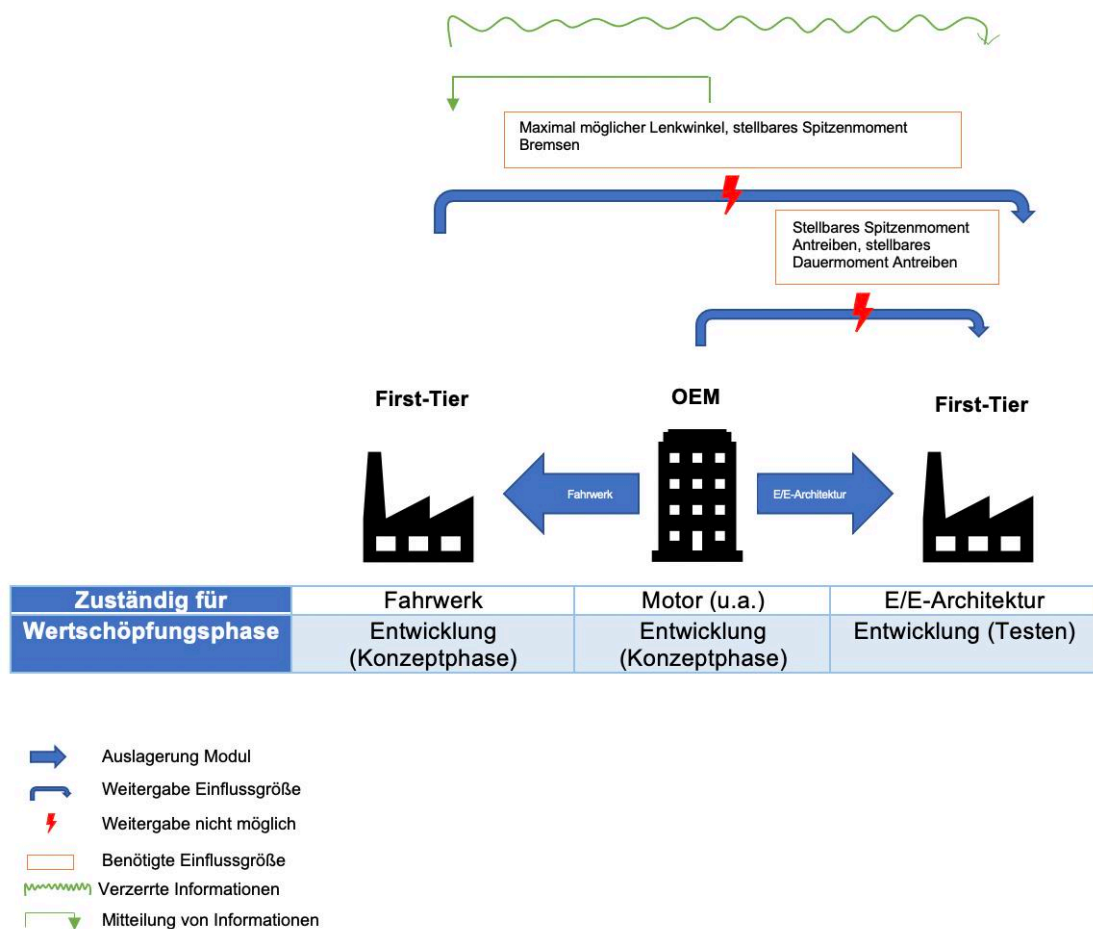 Maximal möglicher Lenkwinkel, stellbares Spitzenmoment
Bremsen
Stellbares Spitzenmoment
Antreiben, stellbares
Dauermoment Antreiben
First-Tier
OEM
First-Tier
Fahrwerk
E/E-Architektur
Zuständig für
Fahrwerk
Motor (u.a.)
E/E-Architektur
Wertschöpfungsphase
Entwicklung
(Konzeptphase)
Entwicklung
(Konzeptphase)
Entwicklung (Testen)
Auslagerung Modul
Weitergabe Einflussgröße
Weitergabe nicht möglich
Benötigte Einflussgröße
Verzerrte Informationen
Mitteilung von Informationen